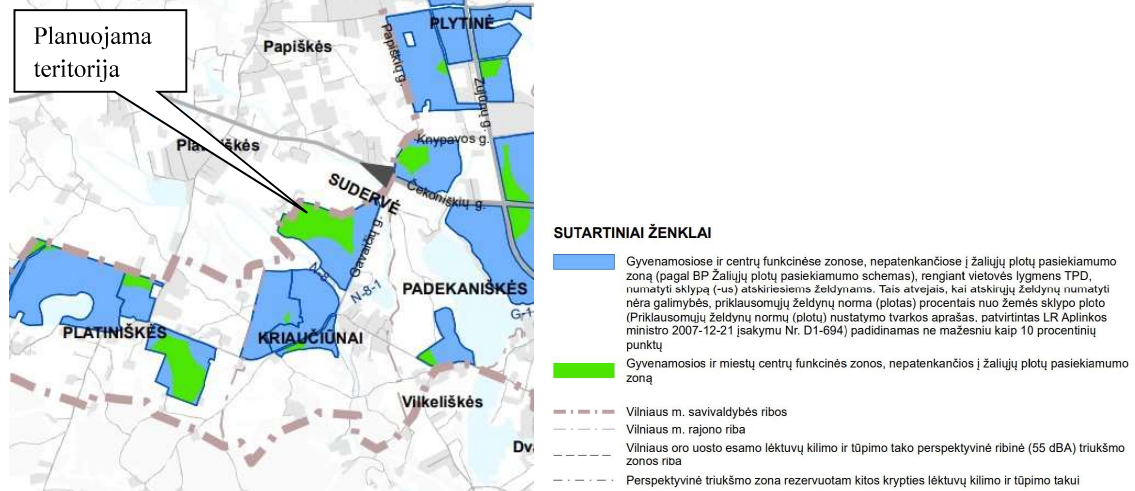 Planuojama
teritorija
PLYTINĖ
Papiškės
Papiškių g.
Zujūnų g.
Knypavos g.
SUDERVĖ
Čekoniškių g.
Gavaičių g.
N-8
N-8-1
PADEKANIŠKĖS
G-1
PLATINIŠKĖS
KRIAUČIŪNAI
Vilkeliškės
Dv
SUTARTINIAI ŽENKLAI
Gyvenamosiose ir centrų funkcinėse zonose, nepatenkančiose į žaliųjų plotų pasiekiamumo
zoną (pagal BP Žaliųjų plotų pasiekiamumo schemas), rengiant vietovės lygmens TPD,
numatyti sklypą (-us) atskiriesiems želdynams. Tais atvejais, kai atskirųjų želdynų numatyti
nėra galimybės, priklausomųjų želdynų norma (plotas) procentais nuo žemės sklypo ploto
(Priklausomųjų želdynų normų (plotų) nustatymo tvarkos aprašas, patvirtintas LR Aplinkos
ministro 2007-12-21 įsakymu Nr. D1-694) padidinamas ne mažesniu kaip 10 procentinių
punktų
Gyvenamosios ir miestų centrų funkcinės zonos, nepatenkančios į žaliųjų plotų pasiekiamumo
zoną
Vilniaus m. savivaldybės ribos
Vilniaus m. rajono riba
Vilniaus oro uosto esamo lėktuvų kilimo ir tūpimo tako perspektyvinė ribinė (55 dBA) triukšmo
zonos riba
Perspektyvinė triukšmo zona rezervuotam kitos krypties lėktuvų kilimo ir tūpimo takui